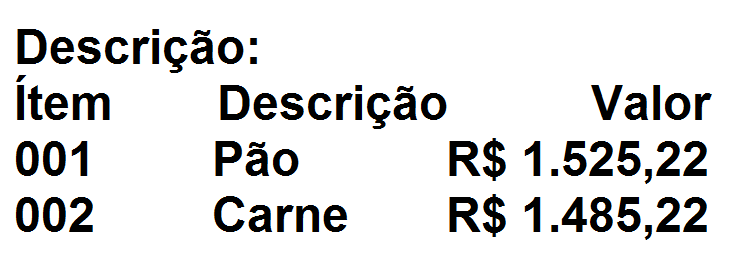 Descrição:
Ítem Descrição Valor
001 Pão R$ 1.525,22
002 Carne R$ 1.485,22